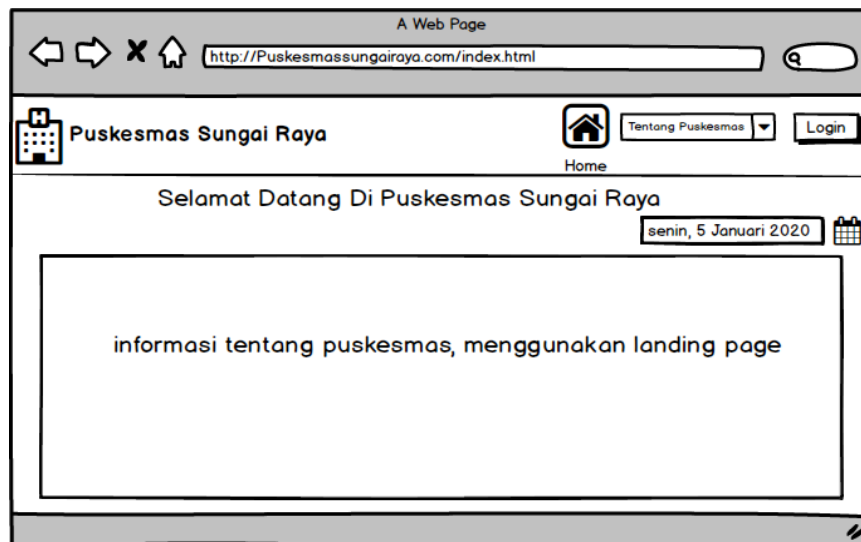 A Web Page
http://Puskesmassungairaya.com/index.html
H
Puskesmas Sungai Raya
Tentang Puskesmas
Login
Home
Selamat Datang Di Puskesmas Sungai Raya
senin, 5 Januari 2020
informasi tentang puskesmas, menggunakan landing page